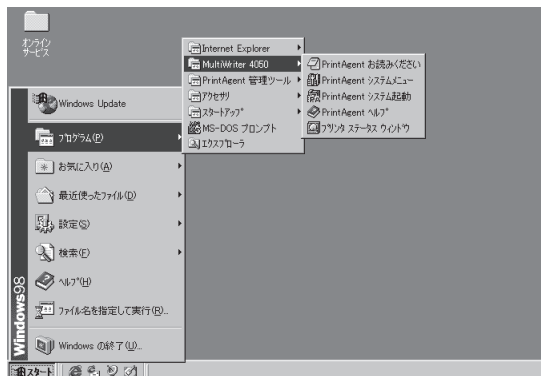 オンライン
サービス
Internet Explorer
MultiWriter 4050
PrintAgent 管理ツール
アクセサリ
スタートアップ
MS-DOS プロンプト
エクスプローラ
PrintAgent お読みください
PrintAgent システムメニュー
PrintAgent システム起動
PrintAgent ヘルプ
プリンタ ステータス ウィンドウ
Windows Update
プログラム(P)
お気に入り(A)
最近使ったファイル(D)
設定(S)
検索(F)
ヘルプ(H)
ファイル名を指定して実行(R)...
Windows の終了(U)...
Windows98
スタート